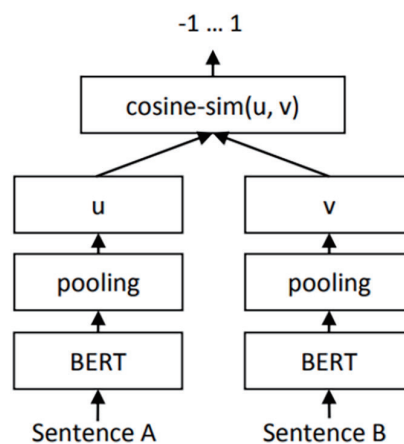 -1 … 1
cosine-sim(u, v)
u v
pooling pooling
BERT BERT
Sentence A Sentence B